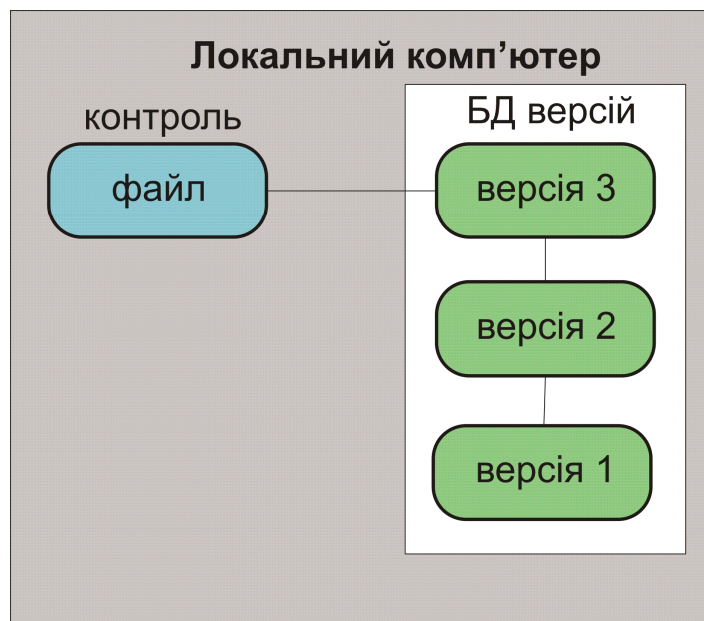 Локальний комп’ютер
контроль
файл
БД версій
версія 3
версія 2
версія 1